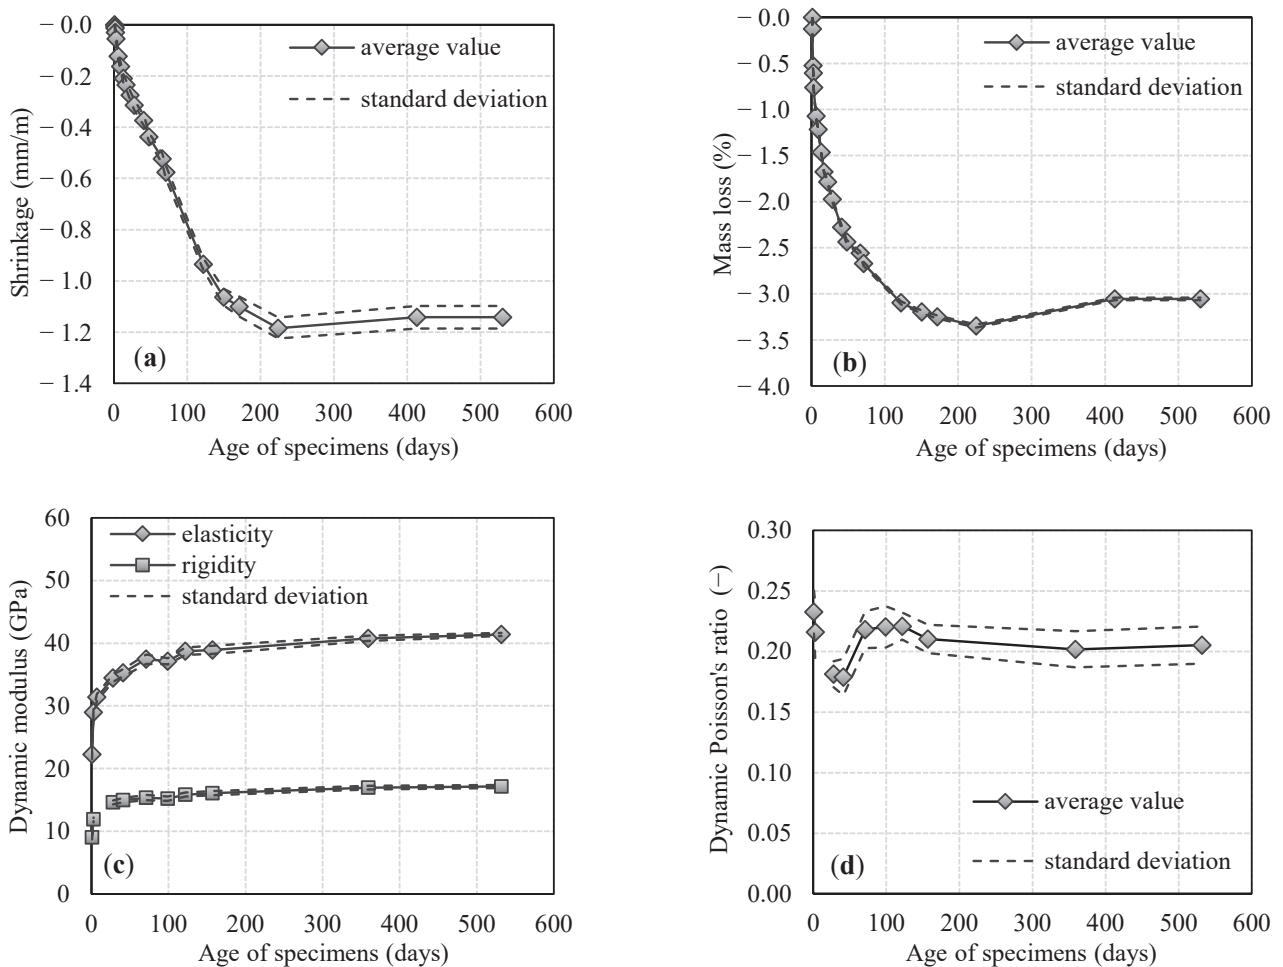 − 0.0
− 0.2
− 0.4
− 0.6
− 0.8
− 1.0
− 1.2
− 1.4
Shrinkage (mm/m)
average value
standard deviation
(a)
0 100 200 300 400 500 600
Age of specimens (days)
− 0.0
− 0.5
− 1.0
− 1.5
− 2.0
− 2.5
− 3.0
− 3.5
− 4.0
Mass loss (%)
average value
standard deviation
(b)
0 100 200 300 400 500 600
Age of specimens (days)
60
50
40
30
20
10
0
Dynamic modulus (GPa)
elasticity
rigidity
standard deviation
(c)
0 100 200 300 400 500 600
Age of specimens (days)
0.30
0.25
0.20
0.15
0.10
0.05
0.00
Dynamic Poisson's ratio (−)
average value
standard deviation
(d)
0 100 200 300 400 500 600
Age of specimens (days)